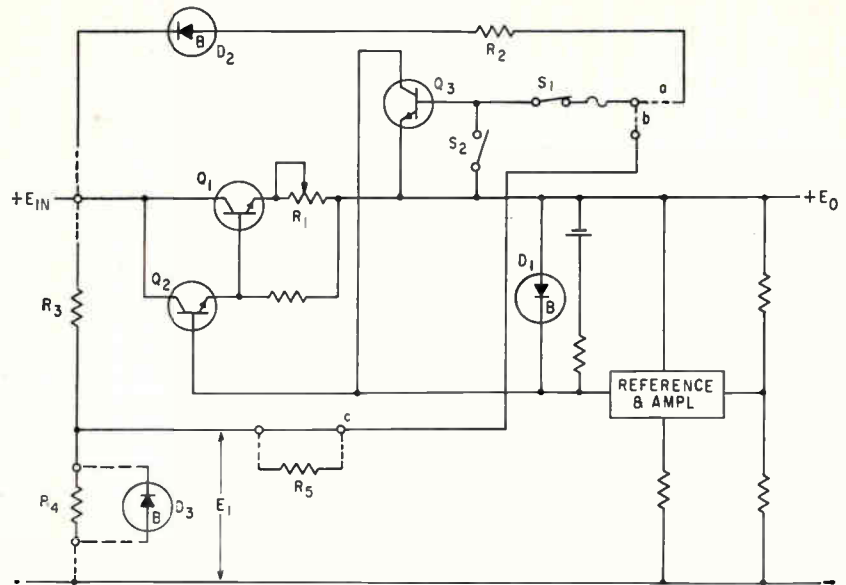 B
D2
R2
Q3
S1
a
b
S2
+EIN
Q1
R1
+EO
Q2
D1
B
R3
REFERENCE
& AMPL
c
R5
R4
B
D3
E1